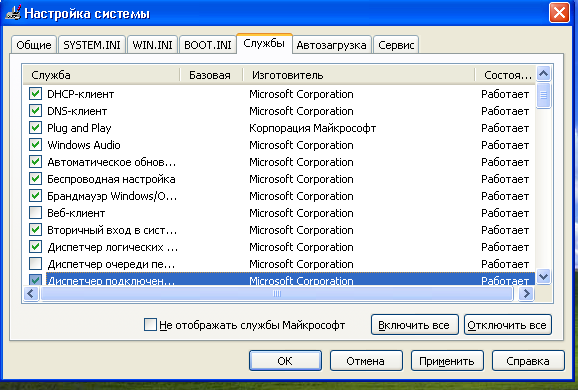 Настройка системы
Общие SYSTEM.INI WIN.INI BOOT.INI Службы Автозагрузка Сервис
Служба Базовая Изготовитель Состоя...
DHCP-клиент Microsoft Corporation Работает
DNS-клиент Microsoft Corporation Работает
Plug and Play Корпорация Майкрософт Работает
Windows Audio Microsoft Corporation Работает
Автоматическое обнов... Microsoft Corporation Работает
Беспроводная настройка Microsoft Corporation Работает
Брандмауэр Windows/О... Microsoft Corporation Работает
Веб-клиент Microsoft Corporation Работает
Вторичный вход в сист... Microsoft Corporation Работает
Диспетчер логических ... Microsoft Corporation Работает
Диспетчер очереди пе... Microsoft Corporation Работает
Диспетчер подключен... Microsoft Corporation Работает
Не отображать службы Майкрософт Включить все Отключить все
ОК Отмена Применить Справка